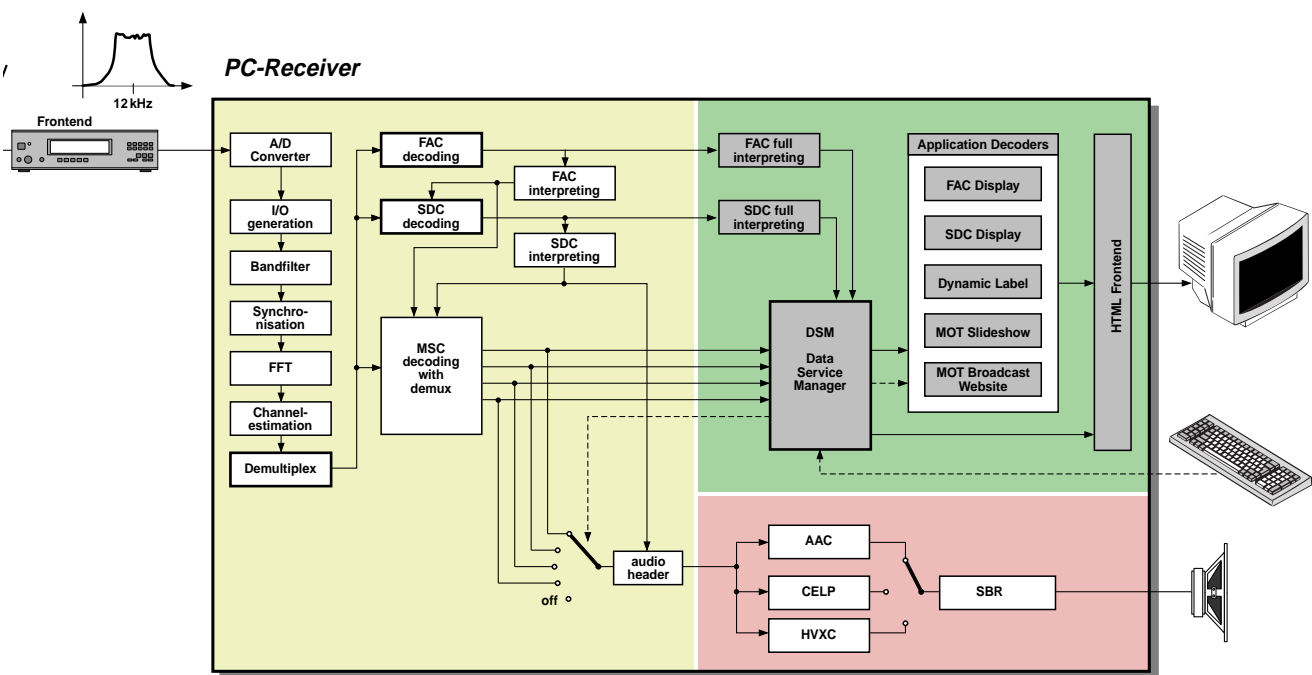 PC-Receiver
12 kHz
Frontend
A/D
Converter
I/O
generation
Bandfilter
Synchro-
nisation
FFT
Channel-
estimation
Demultiplex
FAC
decoding
FAC
interpreting
SDC
decoding
SDC
interpreting
MSC
decoding
with
demux
off
audio
header
FAC full
interpreting
SDC full
interpreting
DSM
Data
Service
Manager
Application Decoders
FAC Display
SDC Display
Dynamic Label
MOT Slideshow
MOT Broadcast
Website
HTML Frontend
AAC
CELP
HVXC
SBR